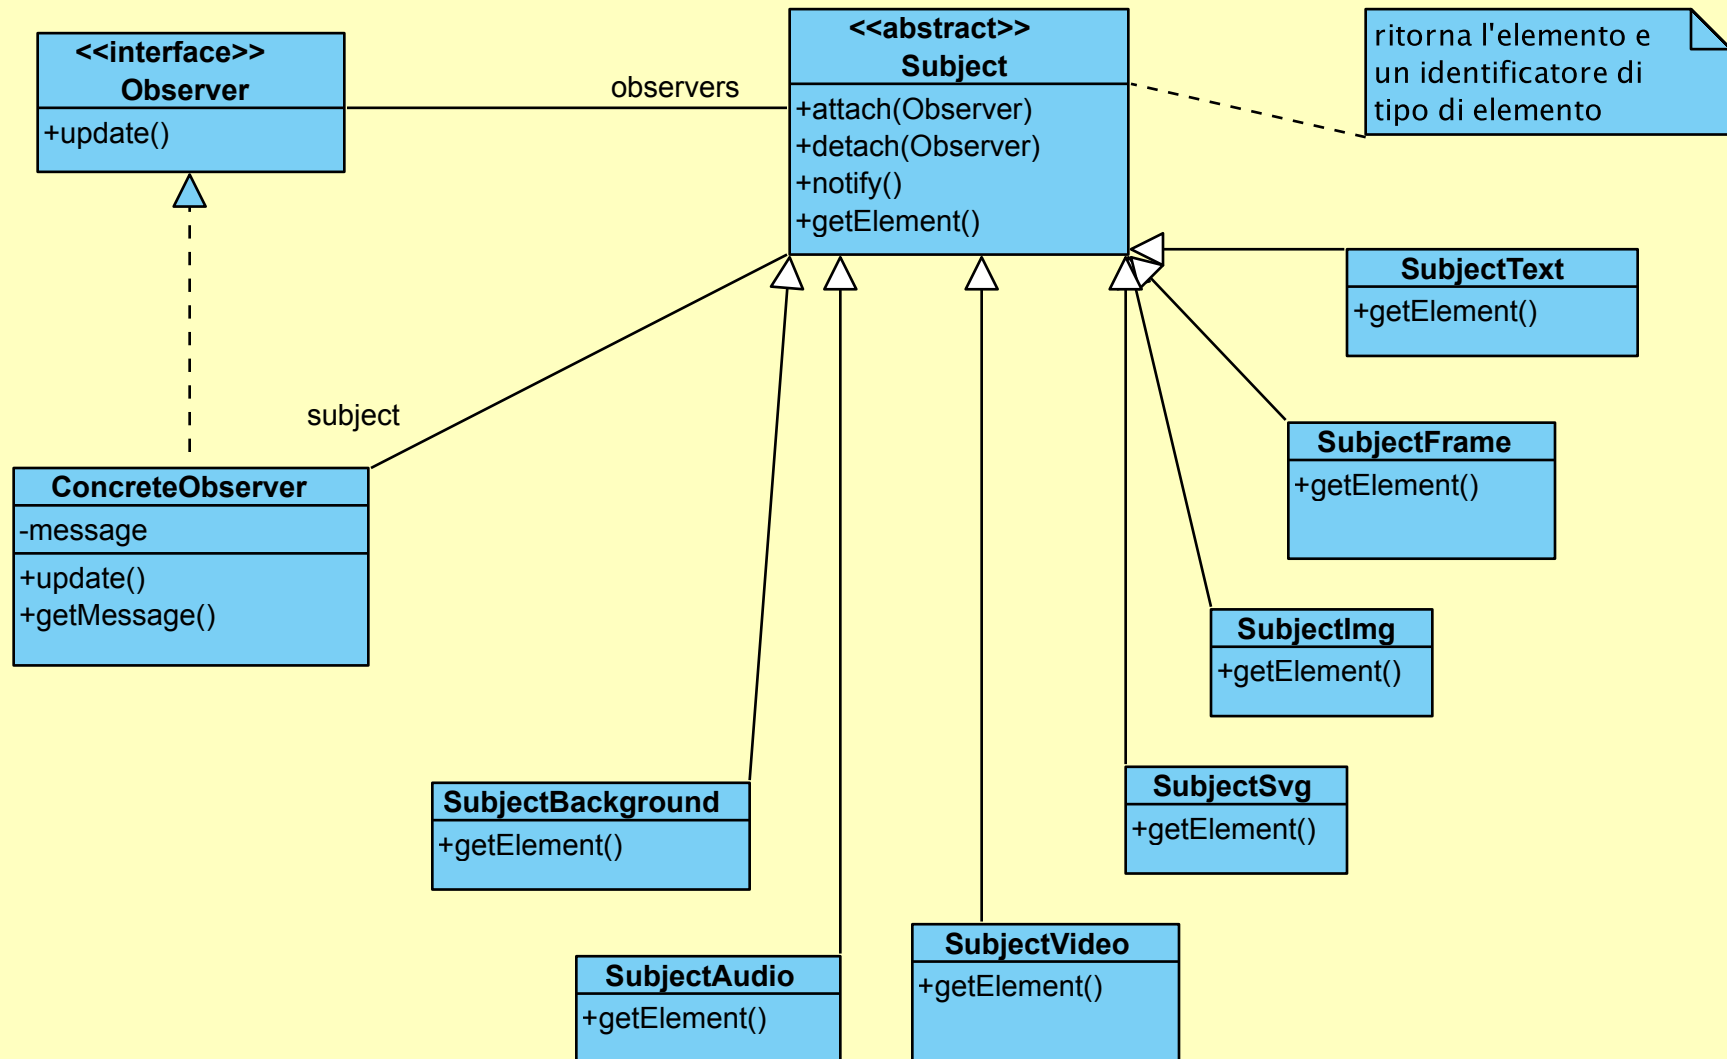 <<interface>>
Observer
+update()
observers
<<abstract>>
Subject
+attach(Observer)
+detach(Observer)
+notify()
+getElement()
ritorna l'elemento e
un identificatore di
tipo di elemento
SubjectText
+getElement()
subject
SubjectFrame
+getElement()
ConcreteObserver
-message
+update()
+getMessage()
SubjectImg
+getElement()
SubjectBackground
+getElement()
SubjectSvg
+getElement()
SubjectAudio
+getElement()
SubjectVideo
+getElement()